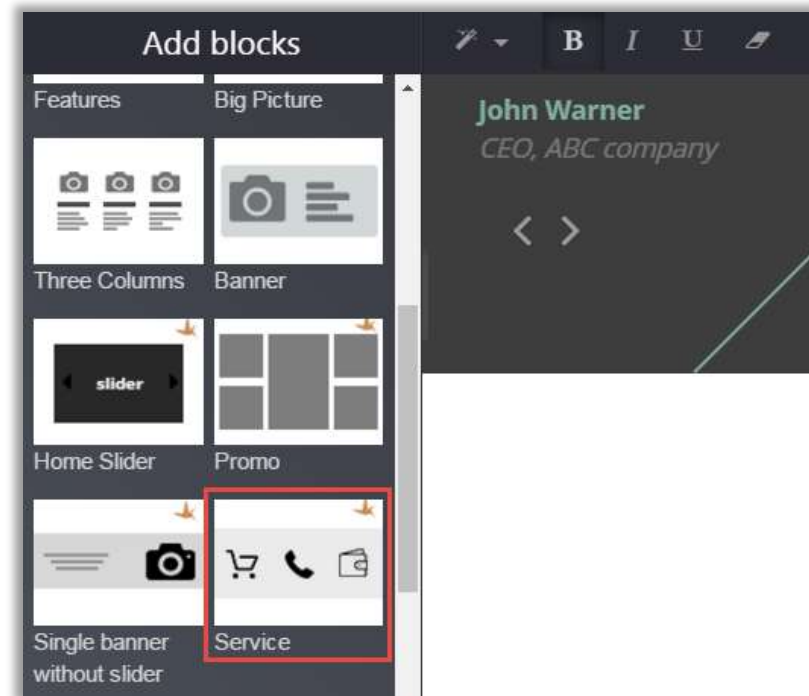 Add blocks
B I U
Features
Big Picture
John Warner
CEO, ABC company
Three Columns
Banner
slider
Home Slider
Promo
Single banner
without slider
Service